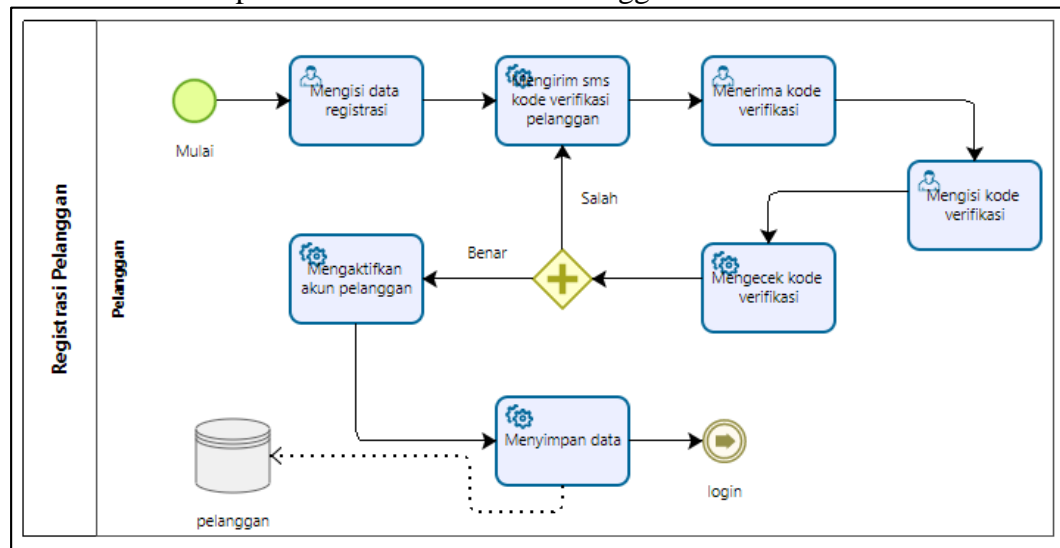 Registrasi Pelanggan
Pelanggan
Mulai
Mengisi data
registrasi
Mengirim sms
kode verifikasi
pelanggan
Menerima kode
verifikasi
Mengisi kode
verifikasi
Mengecek kode
verifikasi
Salah
Benar
Mengaktifkan
akun pelanggan
Menyimpan data
login
pelanggan